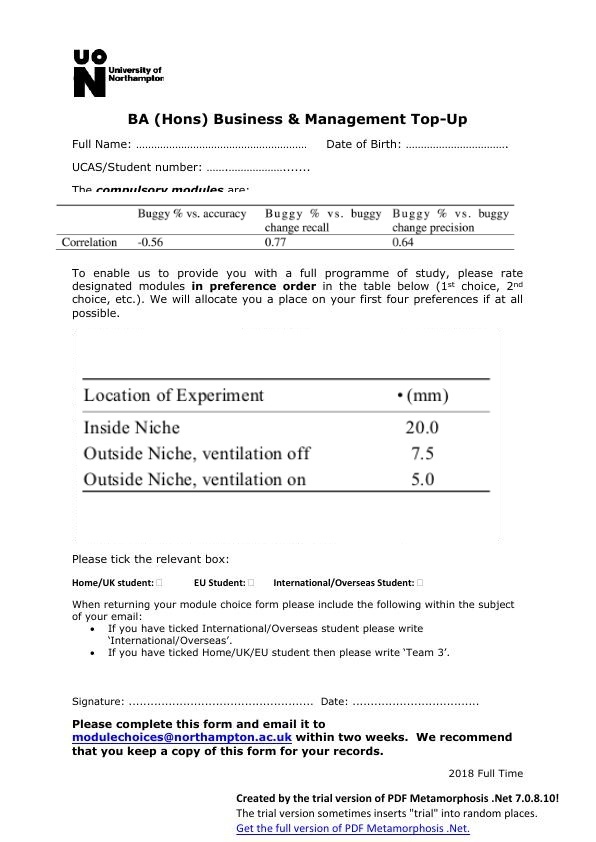 UON
University of
Northampton
BA (Hons) Business & Management Top-Up
Full Name: ………………………………………………… Date of Birth: …………………………….
UCAS/Student number: …….………………….......
The compulsory modules are:
Buggy % vs. accuracy Buggy % vs. buggy Buggy % vs. buggy
change recall change precision
Correlation -0.56 0.77 0.64
To enable us to provide you with a full programme of study, please rate
designated modules in preference order in the table below (1st choice, 2nd
choice, etc.). We will allocate you a place on your first four preferences if at all
possible.
Location of Experiment •(mm)
Inside Niche 20.0
Outside Niche, ventilation off 7.5
Outside Niche, ventilation on 5.0
Please tick the relevant box:
Home/UK student: □ EU Student: □ International/Overseas Student: □
When returning your module choice form please include the following within the subject
of your email:
• If you have ticked International/Overseas student please write
‘International/Overseas’.
• If you have ticked Home/UK/EU student then please write ‘Team 3’.
Signature: ................................................... Date: ...................................
Please complete this form and email it to
modulechoices@northampton.ac.uk within two weeks. We recommend
that you keep a copy of this form for your records.
2018 Full Time
Created by the trial version of PDF Metamorphosis .Net 7.0.8.10!
The trial version sometimes inserts "trial" into random places.
Get the full version of PDF Metamorphosis .Net.